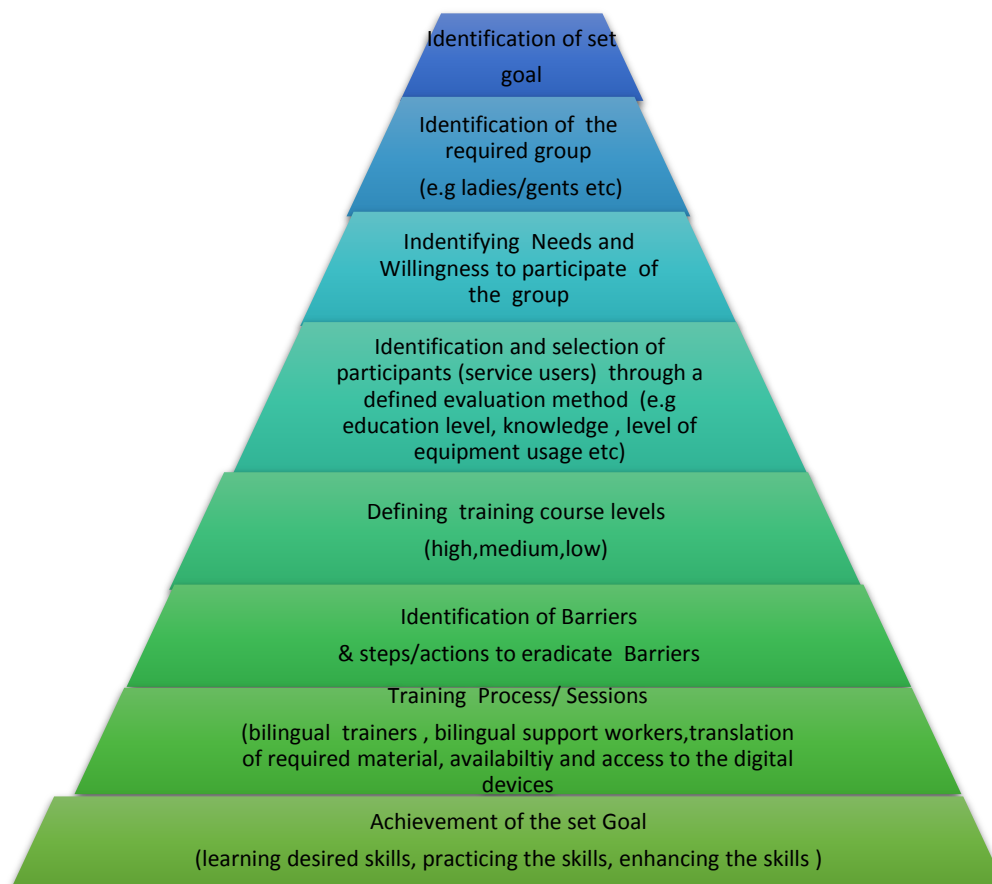 Identification of set
goal
Identification of the
required group
(e.g ladies/gents etc)
Indentifying Needs and
Willingness to participate of
the group
Identification and selection of
participants (service users) through a
defined evaluation method (e.g
education level, knowledge , level of
equipment usage etc)
Defining training course levels
(high,medium,low)
Identification of Barriers
& steps/actions to eradicate Barriers
Training Process/ Sessions
(bilingual trainers , bilingual support workers,translation
of required material, availabiltiy and access to the digital
devices
Achievement of the set Goal
(learning desired skills, practicing the skills, enhancing the skills )